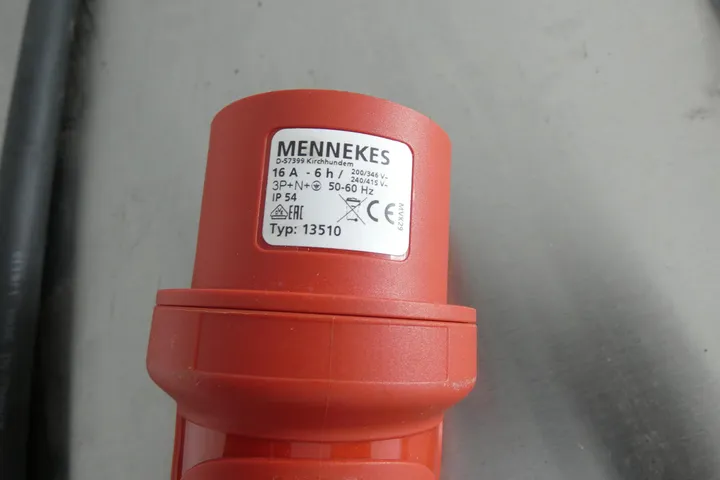 MENNEKES
D-57399 Kirchhundem
16 A - 6 h / 200/346 V~
240/415 V~
3P+N+ 50-60 Hz
IP 54
EAC CE
Typ: 13510
MVK29